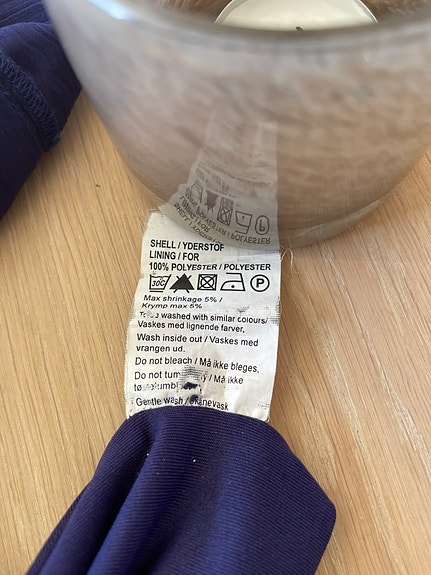 SHELL / YDERSTOF
LINING / FOR
100% POLYESTER / POLYESTER
30C P
Max shrinkage 5% /
Krymp max 5%
washed with similar colours/
Vaskes med lignende farver.
Wash inside out / Vaskes med
vrangen ud.
Do not bleach / Må ikke bleges.
Do not / Må ikke
Gentle wash / skånevask